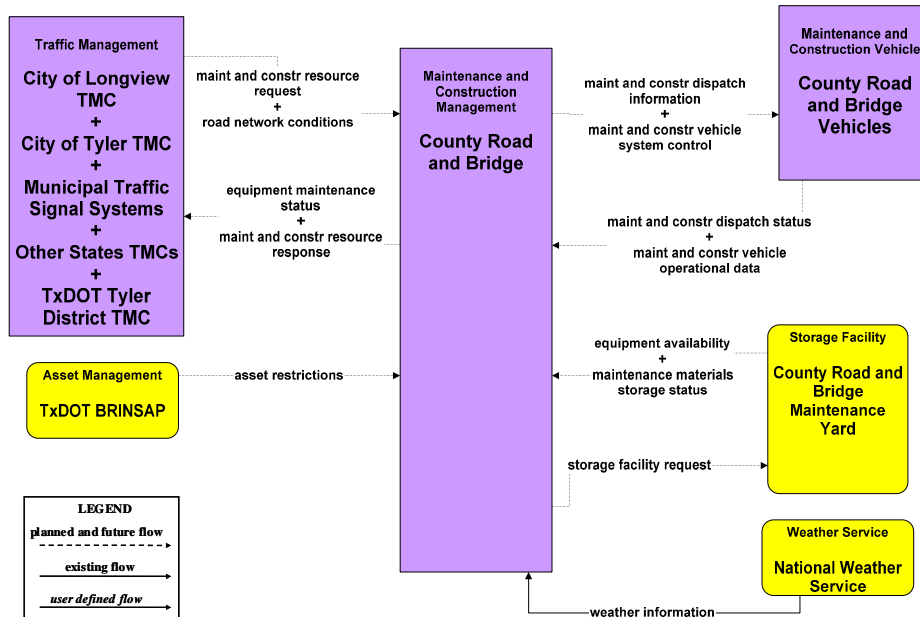 Traffic Management
City of Longview
TMC
+
City of Tyler TMC
+
Municipal Traffic
Signal Systems
+
Other States TMCs
+
TxDOT Tyler
District TMC
maint and constr resource
request
+
road network conditions
equipment maintenance
status
+
maint and constr resource
response
Maintenance and
Construction
Management
County Road
and Bridge
maint and constr dispatch
information
+
maint and constr vehicle
system control
Maintenance and
Construction Vehicle
County Road
and Bridge
Vehicles
maint and constr dispatch status
+
maint and constr vehicle
operational data
Asset Management
TxDOT BRINSAP
asset restrictions
equipment availability
+
maintenance materials
storage status
Storage Facility
County Road and
Bridge
Maintenance
Yard
storage facility request
LEGEND
planned and future flow
existing flow
user defined flow
Weather Service
National Weather
Service
weather information